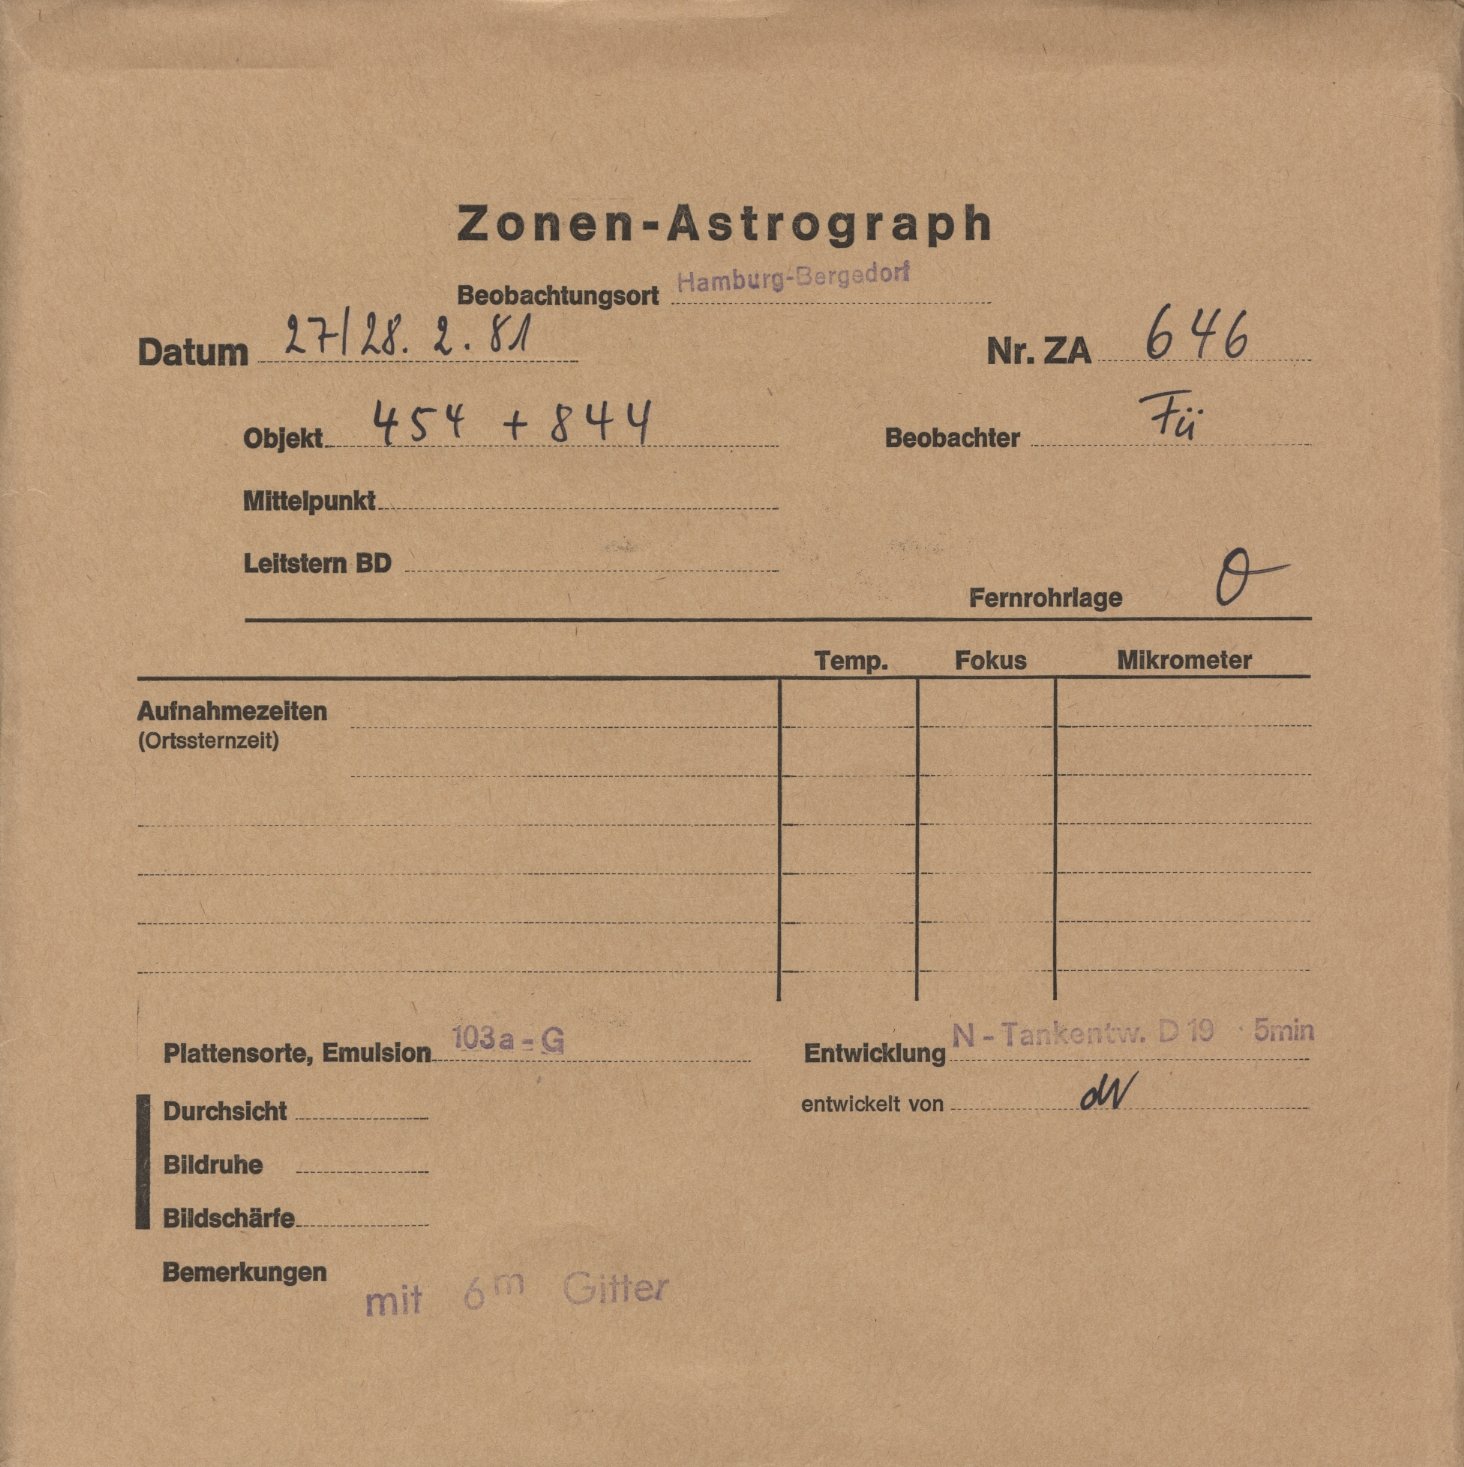 Zonen-Astrograph
Beobachtungsort Hamburg-Bergedorf
Datum 27/28. 2. 81 Nr. ZA 646
Objekt 454 + 844 Beobachter Fü
Mittelpunkt
Leitstern BD
Fernrohrlage O
Temp. Fokus Mikrometer
Aufnahmezeiten
(Ortssternzeit)
Plattensorte, Emulsion 103a-G Entwicklung N-Tankentw. D19 5min
Durchsicht entwickelt von dW
Bildruhe
Bildschärfe
Bemerkungen
mit 6m Gitter